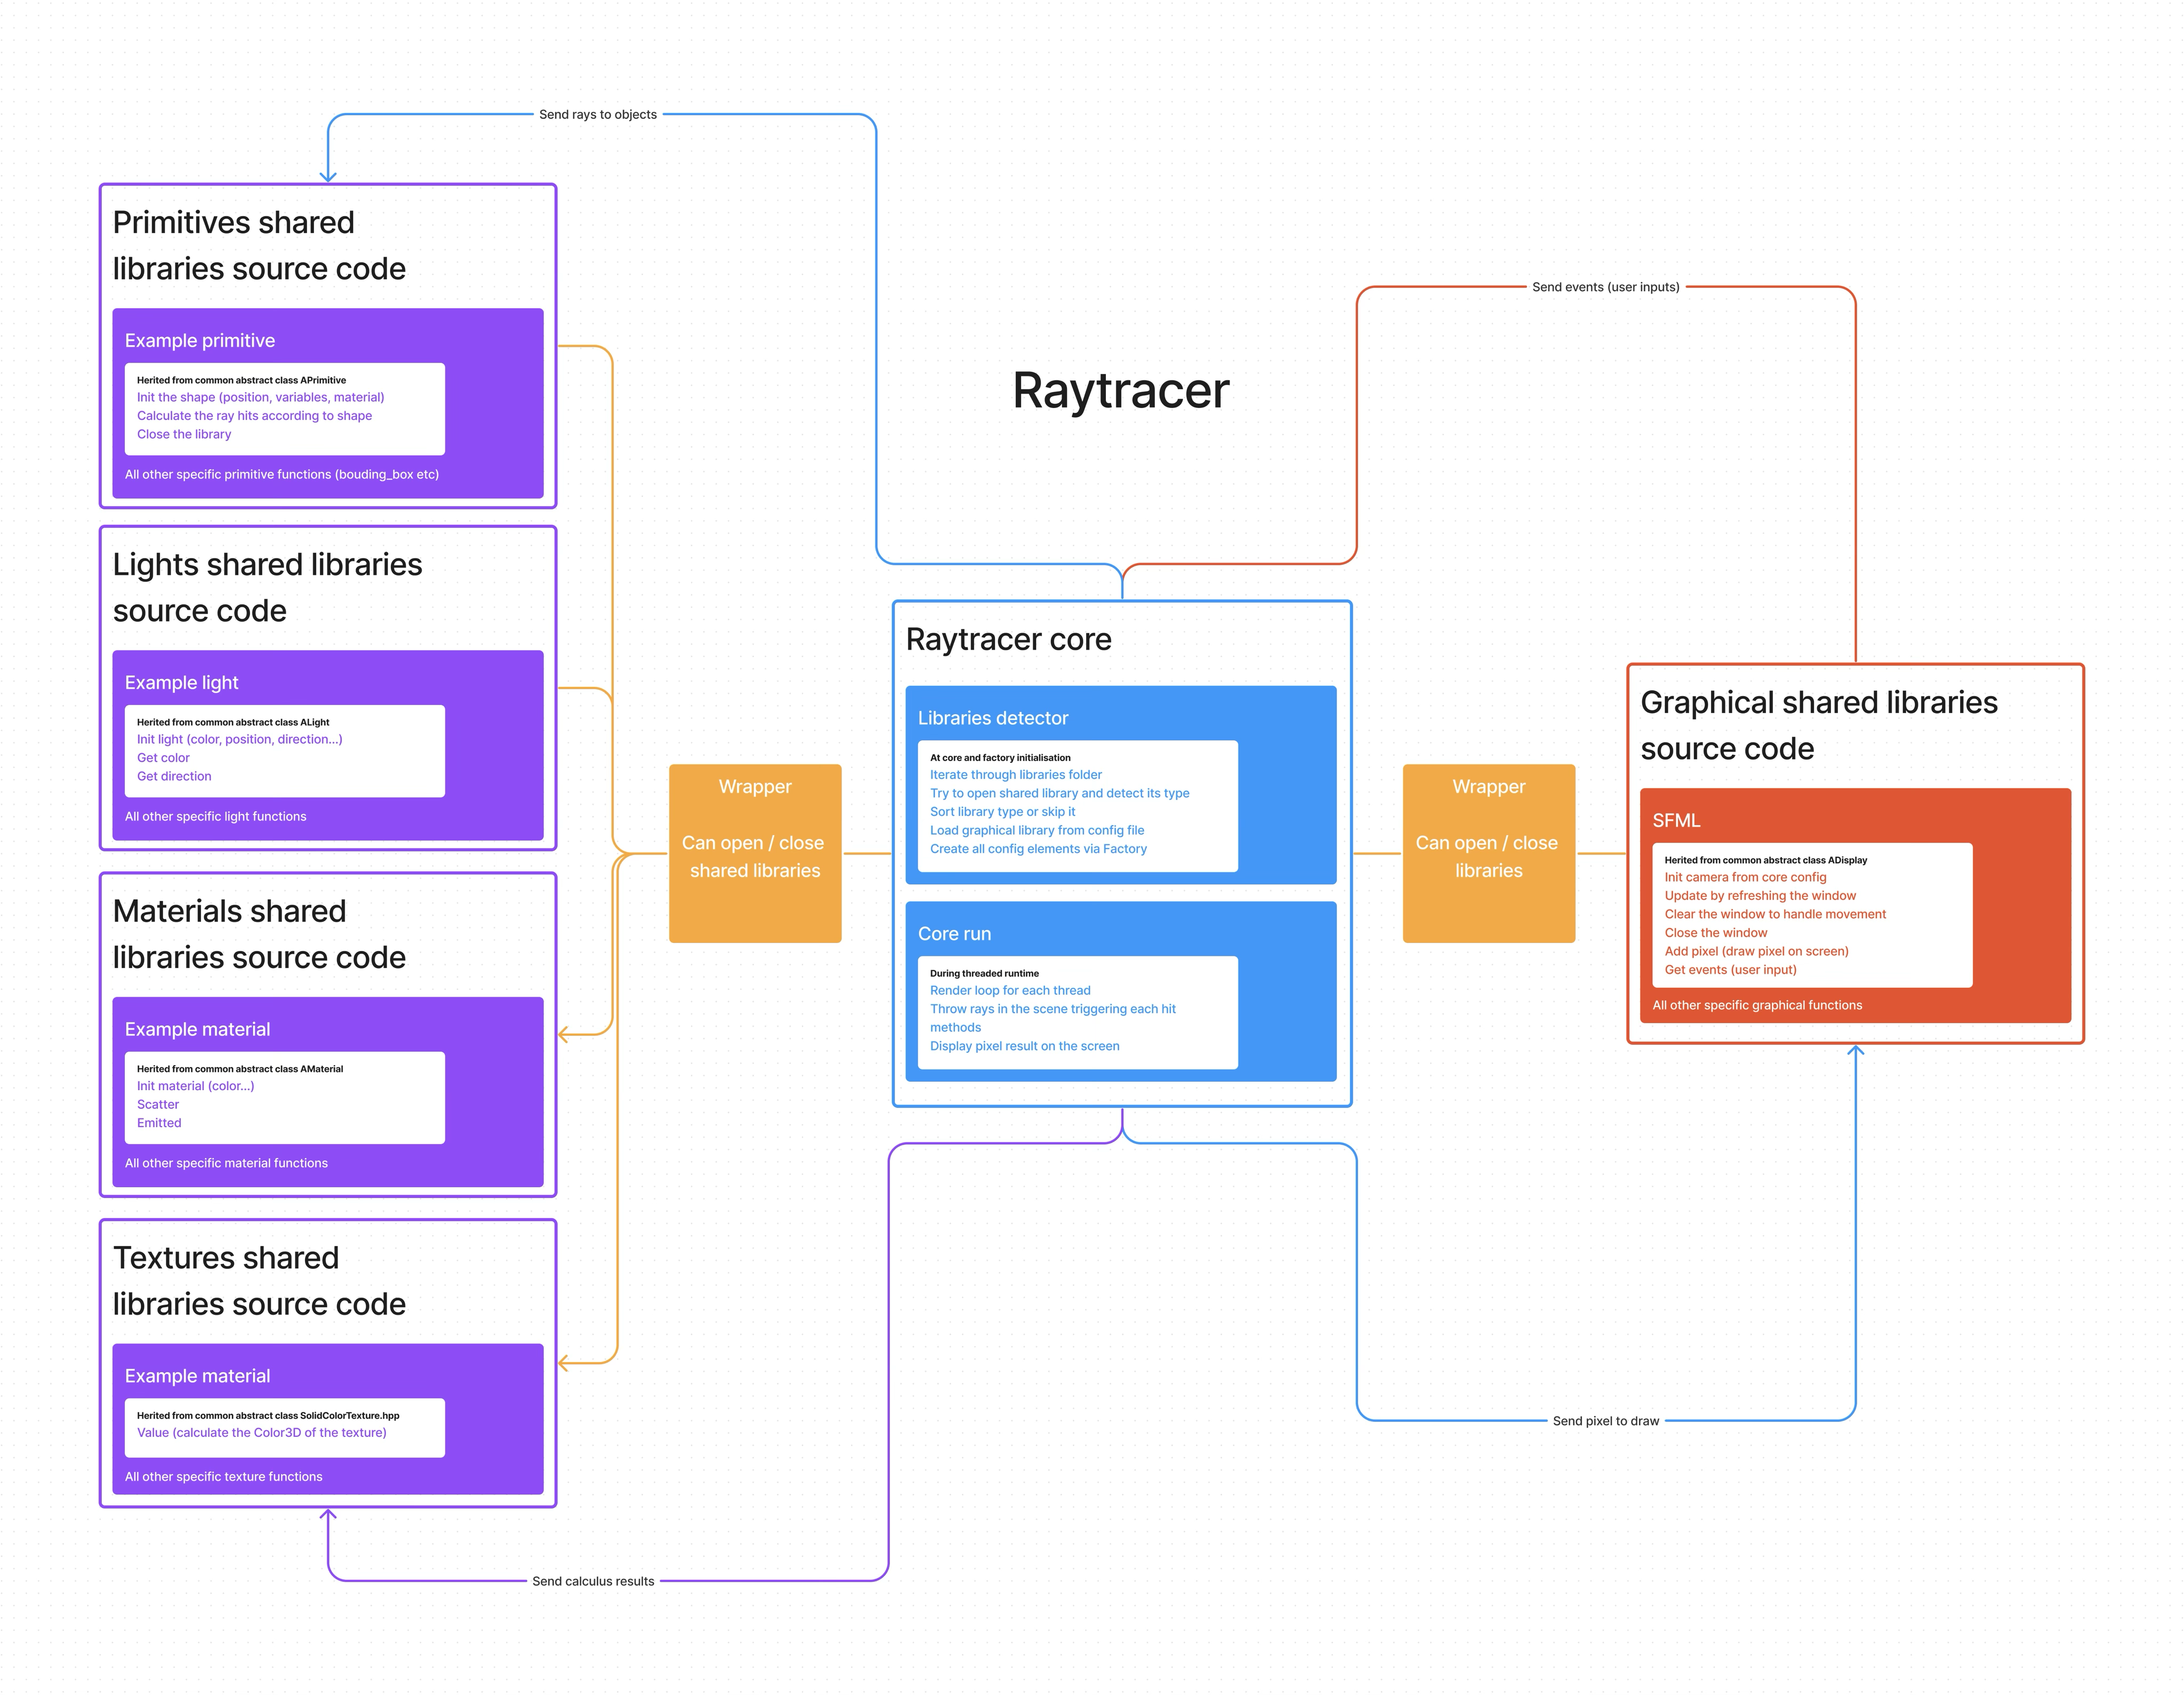 Send rays to objects
Primitives shared
libraries source code
Example primitive
Herited from common abstract class APrimitive
Init the shape (position, variables, material)
Calculate the ray hits according to shape
Close the library
All other specific primitive functions (bouding_box etc)
Lights shared libraries
source code
Example light
Herited from common abstract class ALight
Init light (color, position, direction...)
Get color
Get direction
All other specific light functions
Materials shared
libraries source code
Example material
Herited from common abstract class AMaterial
Init material (color...)
Scatter
Emitted
All other specific material functions
Textures shared
libraries source code
Example material
Herited from common abstract class SolidColorTexture.hpp
Value (calculate the Color3D of the texture)
All other specific texture functions
Send calculus results
Wrapper
Can open / close
shared libraries
Raytracer
Raytracer core
Libraries detector
At core and factory initialisation
Iterate through libraries folder
Try to open shared library and detect its type
Sort library type or skip it
Load graphical library from config file
Create all config elements via Factory
Core run
During threaded runtime
Render loop for each thread
Throw rays in the scene triggering each hit
methods
Display pixel result on the screen
Wrapper
Can open / close
libraries
Send events (user inputs)
Graphical shared libraries
source code
SFML
Herited from common abstract class ADisplay
Init camera from core config
Update by refreshing the window
Clear the window to handle movement
Close the window
Add pixel (draw pixel on screen)
Get events (user input)
All other specific graphical functions
Send pixel to draw